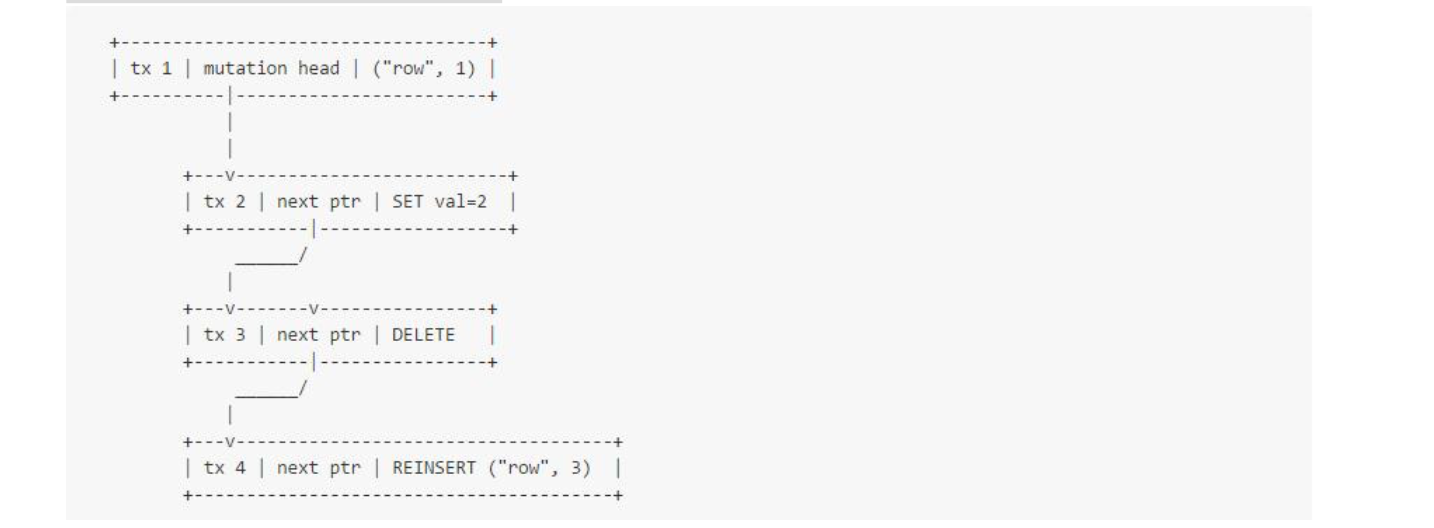 +-----------------------------------+
| tx 1 | mutation head | ("row", 1) |
+----------|------------------------+
           |
           |
       +---v--------------------------+
       | tx 2 | next ptr | SET val=2  |
       +-----------|------------------+
            ______/
           |
       +---v-------v----------------+
       | tx 3 | next ptr | DELETE   |
       +-----------|----------------+
            ______/
           |
       +---v------------------------------------+
       | tx 4 | next ptr | REINSERT ("row", 3)  |
       +----------------------------------------+